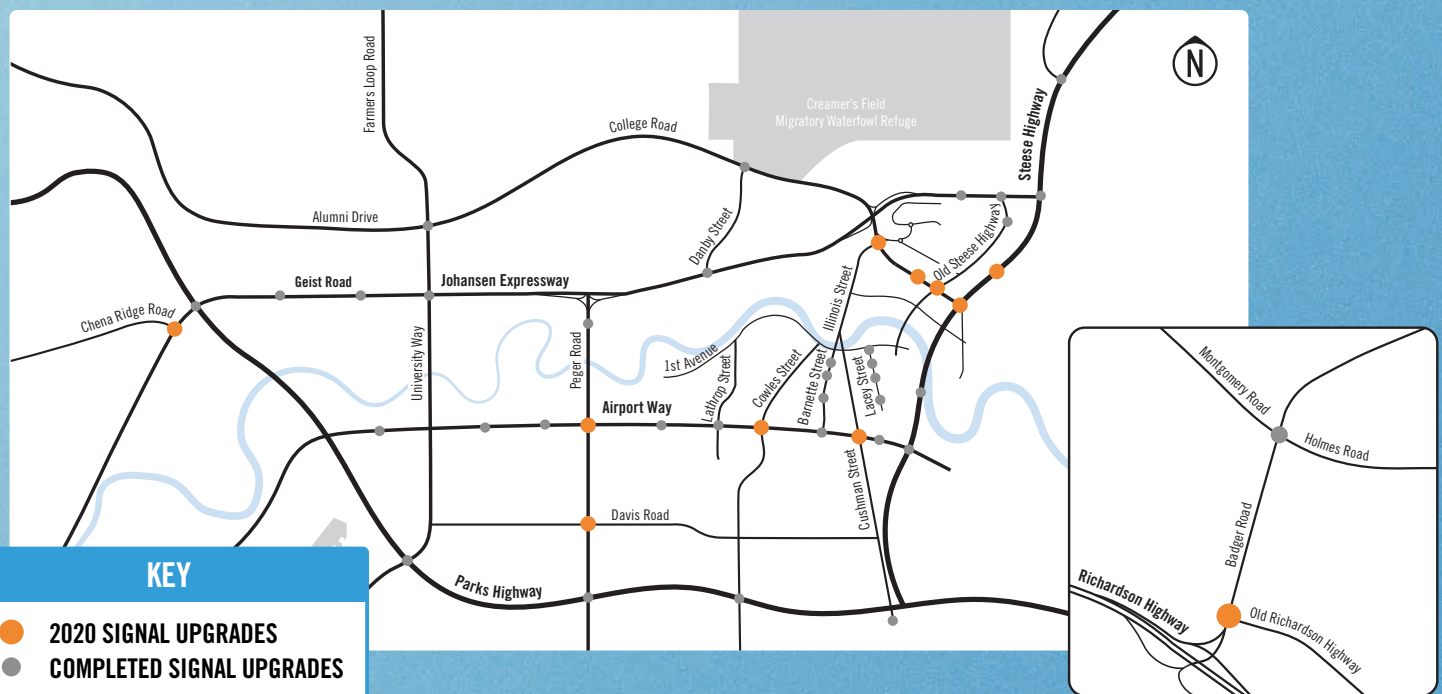 Farmers Loop Road
College Road
Creamer's Field
Migratory Waterfowl Refuge
Steese Highway
N
Alumni Drive
Danby Street
Old Steese Highway
Geist Road
Johansen Expressway
Chena Ridge Road
University Way
Peger Road
1st Avenue
Lathrop Street
Cowles Street
Barnette Street
Illinois Street
Lacey Street
Airport Way
Cushman Street
Davis Road
Parks Highway
Montgomery Road
Holmes Road
Badger Road
Richardson Highway
Old Richardson Highway
KEY
2020 SIGNAL UPGRADES
COMPLETED SIGNAL UPGRADES